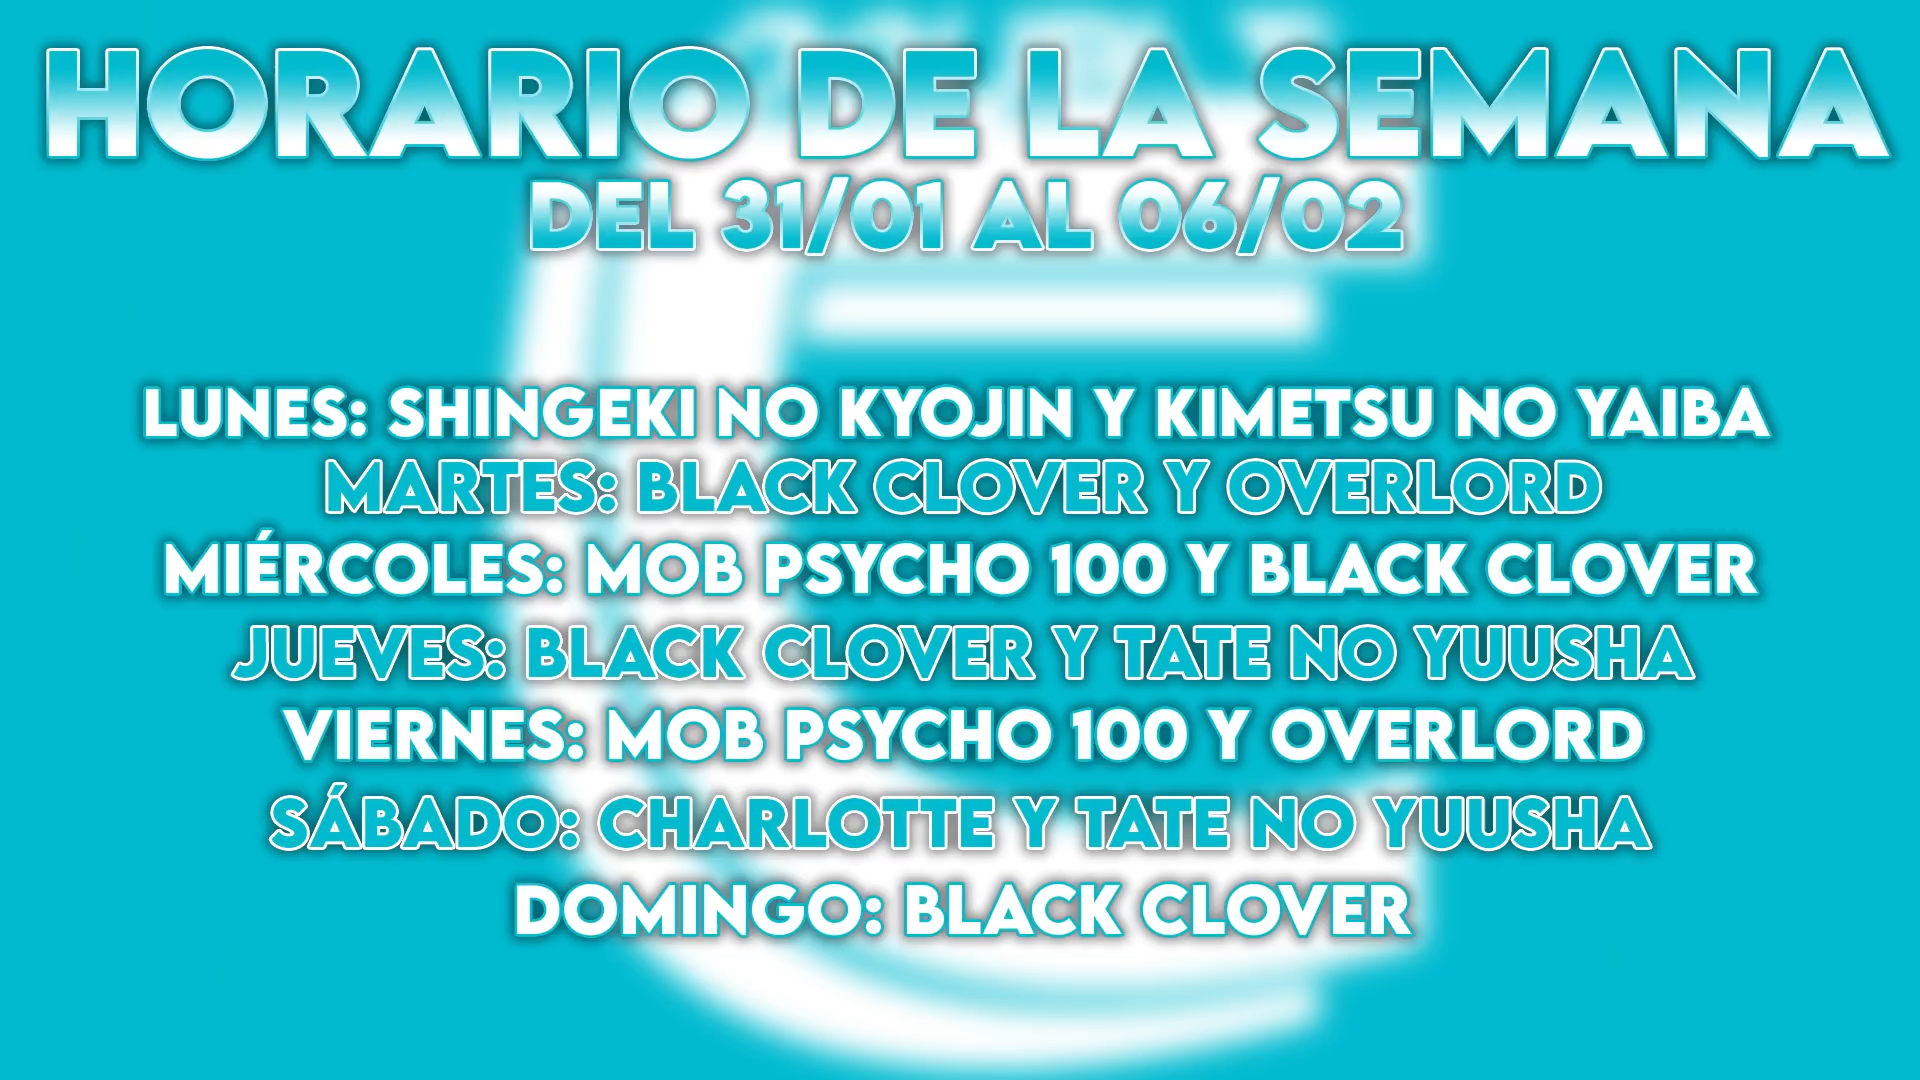 HORARIO DE LA SEMANA
DEL 31/01 AL 06/02
LUNES: SHINGEKI NO KYOJIN Y KIMETSU NO YAIBA
MARTES: BLACK CLOVER Y OVERLORD
MIÉRCOLES: MOB PSYCHO 100 Y BLACK CLOVER
JUEVES: BLACK CLOVER Y TATE NO YUUSHA
VIERNES: MOB PSYCHO 100 Y OVERLORD
SÁBADO: CHARLOTTE Y TATE NO YUUSHA
DOMINGO: BLACK CLOVER